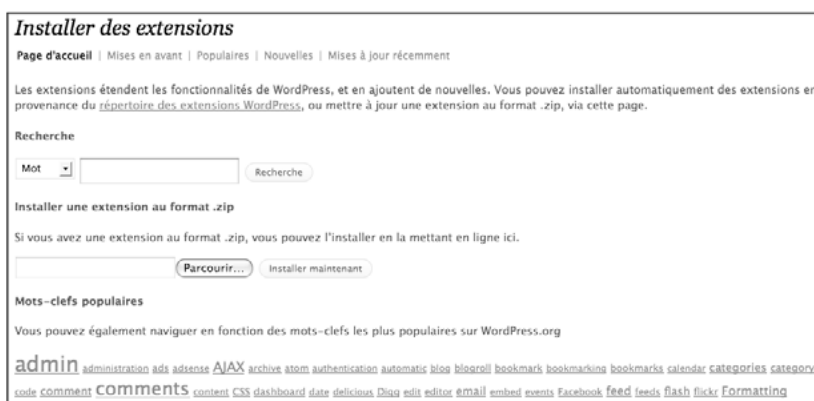 Installer des extensions
Page d'accueil | Mises en avant | Populaires | Nouvelles | Mises à jour récemment
Les extensions étendent les fonctionnalités de WordPress, et en ajoutent de nouvelles. Vous pouvez installer automatiquement des extensions en
provenance du répertoire des extensions WordPress, ou mettre à jour une extension au format .zip, via cette page.
Recherche
Mot Recherche
Installer une extension au format .zip
Si vous avez une extension au format .zip, vous pouvez l'installer en la mettant en ligne ici.
Parcourir... Installer maintenant
Mots-clefs populaires
Vous pouvez également naviguer en fonction des mots-clefs les plus populaires sur WordPress.org
admin administration ads adsense AJAX archive atom authentication automatic blog blogroll bookmark bookmarking bookmarks calendar categories category
code comment comments content CSS dashboard date delicious Digg edit editor email embed events Facebook feed feeds flash flickr Formatting